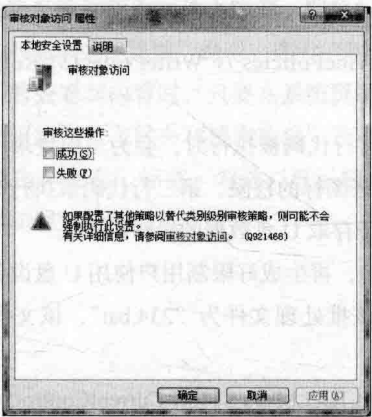 审核对象访问 属性
本地安全设置 说明
审核对象访问
审核这些操作:
成功(S)
失败(F)
如果配置了其他策略以替代类别级别审核策略，则可能不会
强制执行此设置。
有关详细信息，请参阅审核对象访问。 (Q921468)
确定 取消 应用(A)